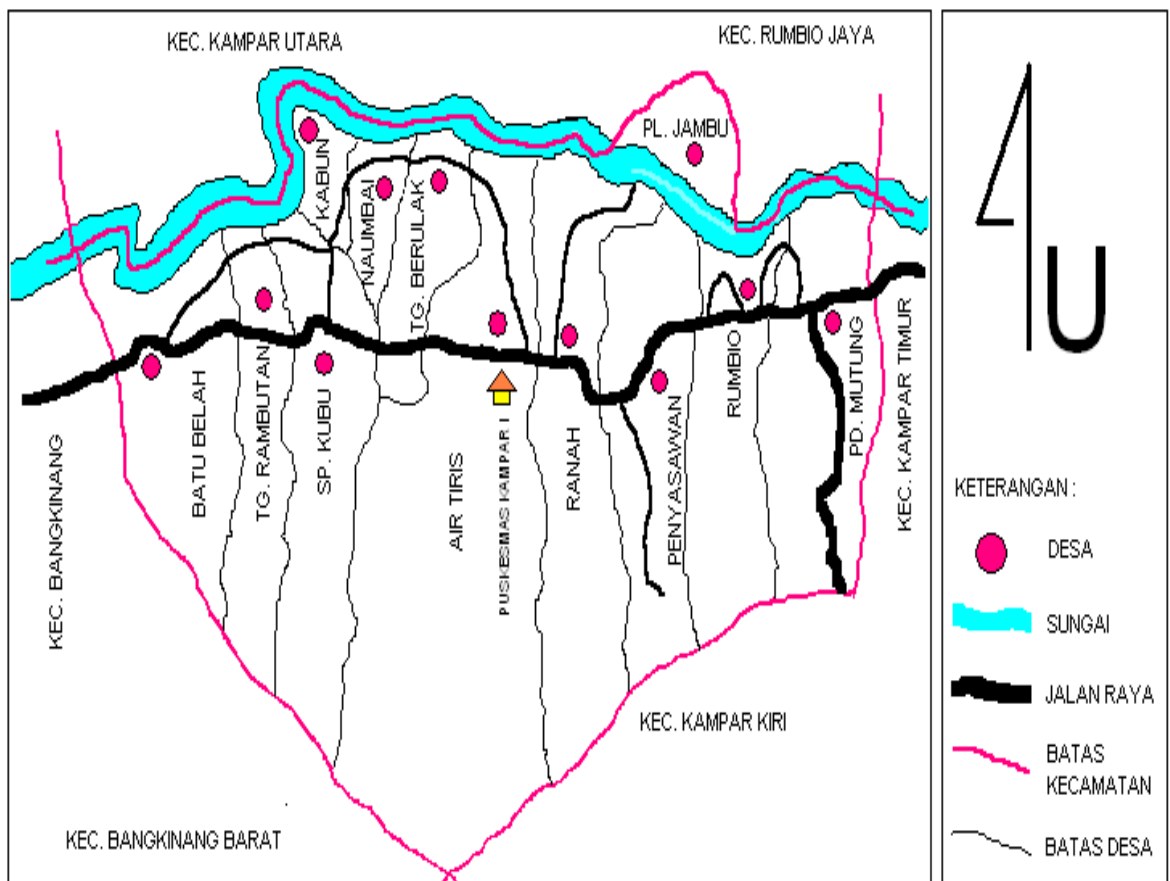 KEC. KAMPAR UTARA
KEC. RUMBIO JAYA
PL. JAMBU
KABUN
NAUMBAI
TG. BERULAK
BATU BELAH
TG. RAMBUTAN
SP. KUBU
AIR TIRIS
PUSKESMAS KAMPAR I
RANAH
PENYASAWAN
RUMBIO
PD. MUTUNG
KEC. KAMPAR TIMUR
KEC. BANGKINANG
KEC. KAMPAR KIRI
KEC. BANGKINANG BARAT
U
KETERANGAN :
DESA
SUNGAI
JALAN RAYA
BATAS
KECAMATAN
BATAS DESA